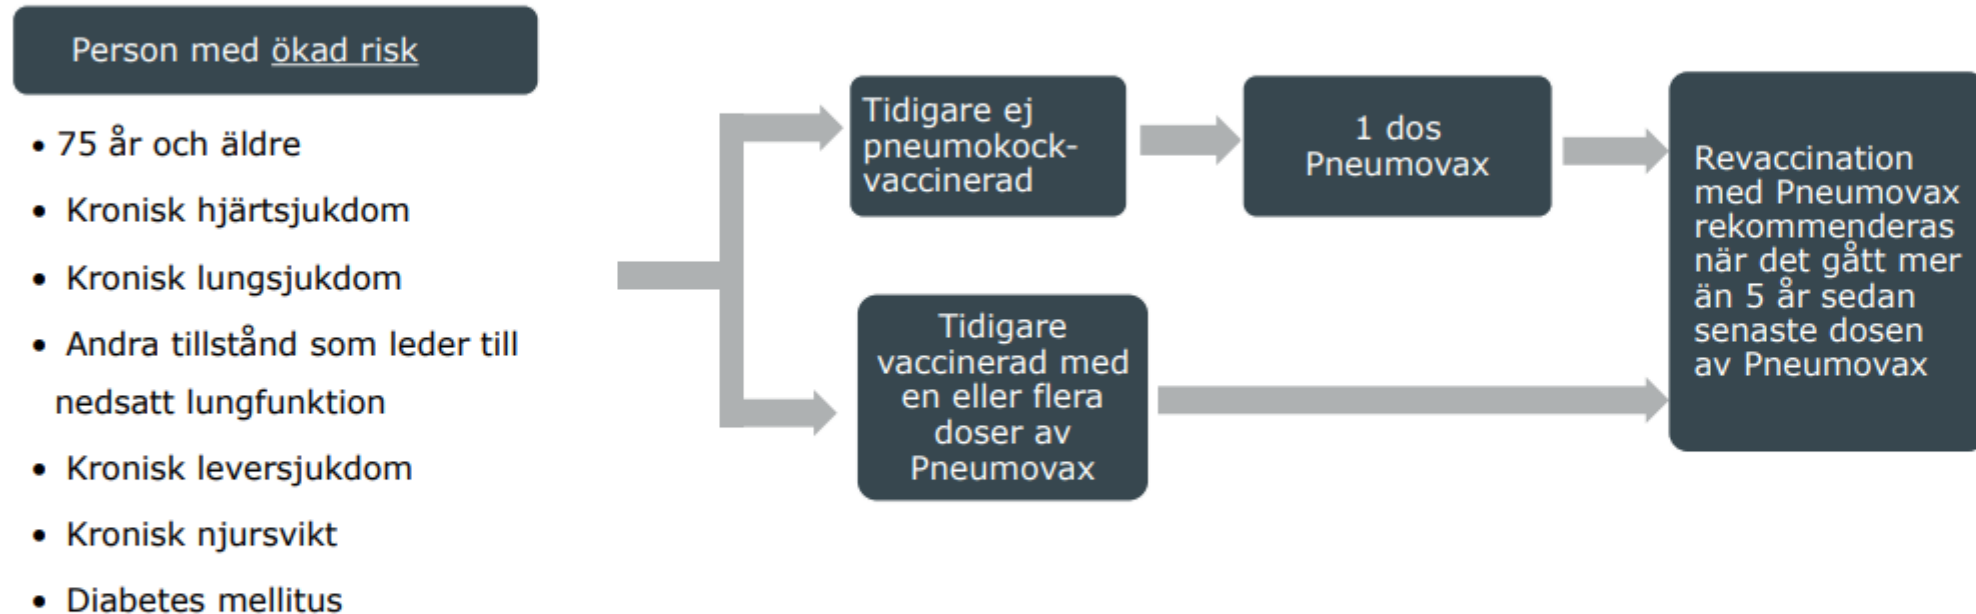 Person med ökad risk
• 75 år och äldre
• Kronisk hjärtsjukdom
• Kronisk lungsjukdom
• Andra tillstånd som leder till
nedsatt lungfunktion
• Kronisk leversjukdom
• Kronisk njursvikt
• Diabetes mellitus
Tidigare ej
pneumokock-
vaccinerad
1 dos
Pneumovax
Tidigare
vaccinerad med
en eller flera
doser av
Pneumovax
Revaccination
med Pneumovax
rekommenderas
när det gått mer
än 5 år sedan
senaste dosen
av Pneumovax